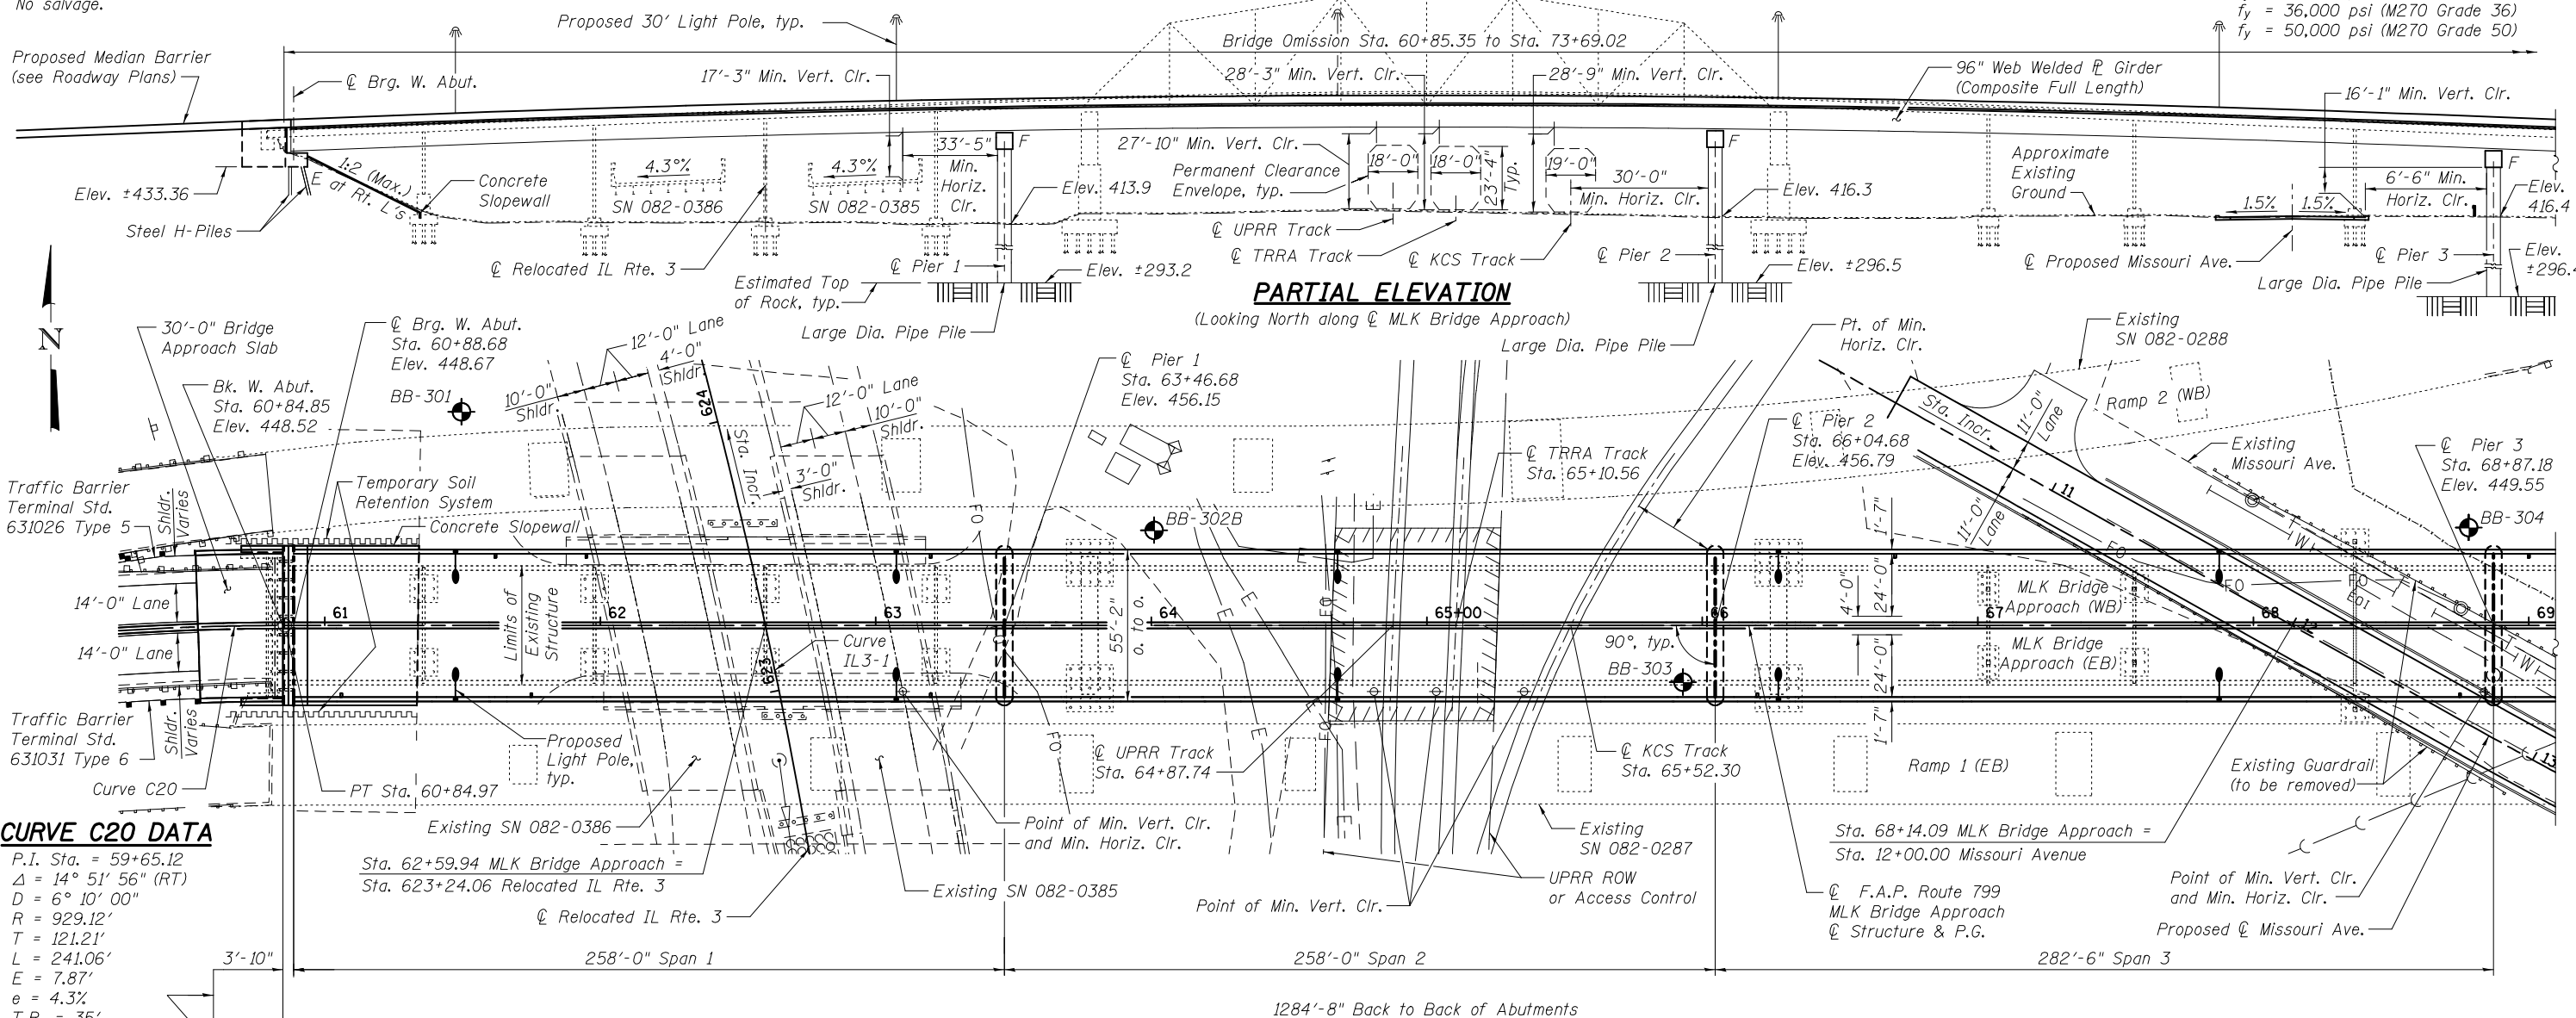 No salvage.
Proposed 30' Light Pole, typ.
fy = 36,000 psi (M270 Grade 36)
fy = 50,000 psi (M270 Grade 50)
Bridge Omission Sta. 60+85.35 to Sta. 73+69.02
Proposed Median Barrier
(see Roadway Plans)
℄ Brg. W. Abut.
17'-3" Min. Vert. Clr.
28'-3" Min. Vert. Clr.
28'-9" Min. Vert. Clr.
96" Web Welded ℙL Girder
(Composite Full Length)
16'-1" Min. Vert. Clr.
27'-10" Min. Vert. Clr.
Permanent Clearance
Envelope, typ.
18'-0"
18'-0"
23'-4"
Typ.
19'-0"
30'-0"
Min. Horiz. Clr.
33'-5"
Min.
Horiz.
Clr.
F
F
F
Elev. 413.9
Elev. 416.3
Approximate
Existing
Ground
6'-6" Min.
Horiz. Clr.
Elev.
416.4
1.5%
1.5%
4.3°%
4.3°%
SN 082-0386
SN 082-0385
1:2 (Max.)
E at Rt. L's
Concrete
Slopewall
Elev. ±433.36
Steel H-Piles
℄ Relocated IL Rte. 3
℄ Pier 1
Elev. ±293.2
Estimated Top
of Rock, typ.
Large Dia. Pipe Pile
℄ UPRR Track
℄ TRRA Track
℄ KCS Track
℄ Pier 2
Elev. ±296.5
Large Dia. Pipe Pile
℄ Proposed Missouri Ave.
℄ Pier 3
Elev.
±296.4
Large Dia. Pipe Pile
PARTIAL ELEVATION
(Looking North along ℄ MLK Bridge Approach)
N
30'-0" Bridge
Approach Slab
℄ Brg. W. Abut.
Sta. 60+88.68
Elev. 448.67
Bk. W. Abut.
Sta. 60+84.85
Elev. 448.52
BB-301
10'-0"
Shldr.
12'-0" Lane
4'-0"
Shldr.
624
12'-0" Lane
10'-0"
Shldr.
Sta. Incr.
3'-0"
Shldr.
℄ Pier 1
Sta. 63+46.68
Elev. 456.15
BB-302B
℄ TRRA Track
Sta. 65+10.56
Pt. of Min.
Horiz. Clr.
℄ Pier 2
Sta. 66+04.68
Elev. 456.79
Existing
SN 082-0288
Sta. Incr.
11'-0"
Lane
11'-0"
Lane
11
Ramp 2 (WB)
Existing
Missouri Ave.
℄ Pier 3
Sta. 68+87.18
Elev. 449.55
BB-304
Traffic Barrier
Terminal Std.
631026 Type 5
Shldr.
Varies
Temporary Soil
Retention System
Concrete Slopewall
14'-0" Lane
14'-0" Lane
61
62
63
64
65+00
66
67
68
69
Limits of
Existing
Structure
623
Curve
IL3-1
55'-2"
o. to o.
90°, typ.
BB-303
1'-7"
24'-0"
4'-0"
24'-0"
1'-7"
MLK Bridge
Approach (WB)
MLK Bridge
Approach (EB)
12
13
FO
FO
FO
FO
FO
FO
FO
FO
E
E
E
E
E
E
E
W
W
Traffic Barrier
Terminal Std.
631031 Type 6
Shldr.
Varies
Curve C20
PT Sta. 60+84.97
Proposed
Light Pole,
typ.
Existing SN 082-0386
Sta. 62+59.94 MLK Bridge Approach =
Sta. 623+24.06 Relocated IL Rte. 3
℄ Relocated IL Rte. 3
Existing SN 082-0385
Point of Min. Vert. Clr.
and Min. Horiz. Clr.
℄ UPRR Track
Sta. 64+87.74
Point of Min. Vert. Clr.
℄ KCS Track
Sta. 65+52.30
Existing
SN 082-0287
UPRR ROW
or Access Control
Ramp 1 (EB)
Sta. 68+14.09 MLK Bridge Approach =
Sta. 12+00.00 Missouri Avenue
℄ F.A.P. Route 799
MLK Bridge Approach
℄ Structure & P.G.
Existing Guardrail
(to be removed)
Point of Min. Vert. Clr.
and Min. Horiz. Clr.
Proposed ℄ Missouri Ave.
CURVE C20 DATA
P.I. Sta. = 59+65.12
Δ = 14° 51' 56" (RT)
D = 6° 10' 00"
R = 929.12'
T = 121.21'
L = 241.06'
E = 7.87'
e = 4.3%
T.R. = 35'
3'-10"
258'-0" Span 1
258'-0" Span 2
282'-6" Span 3
1284'-8" Back to Back of Abutments